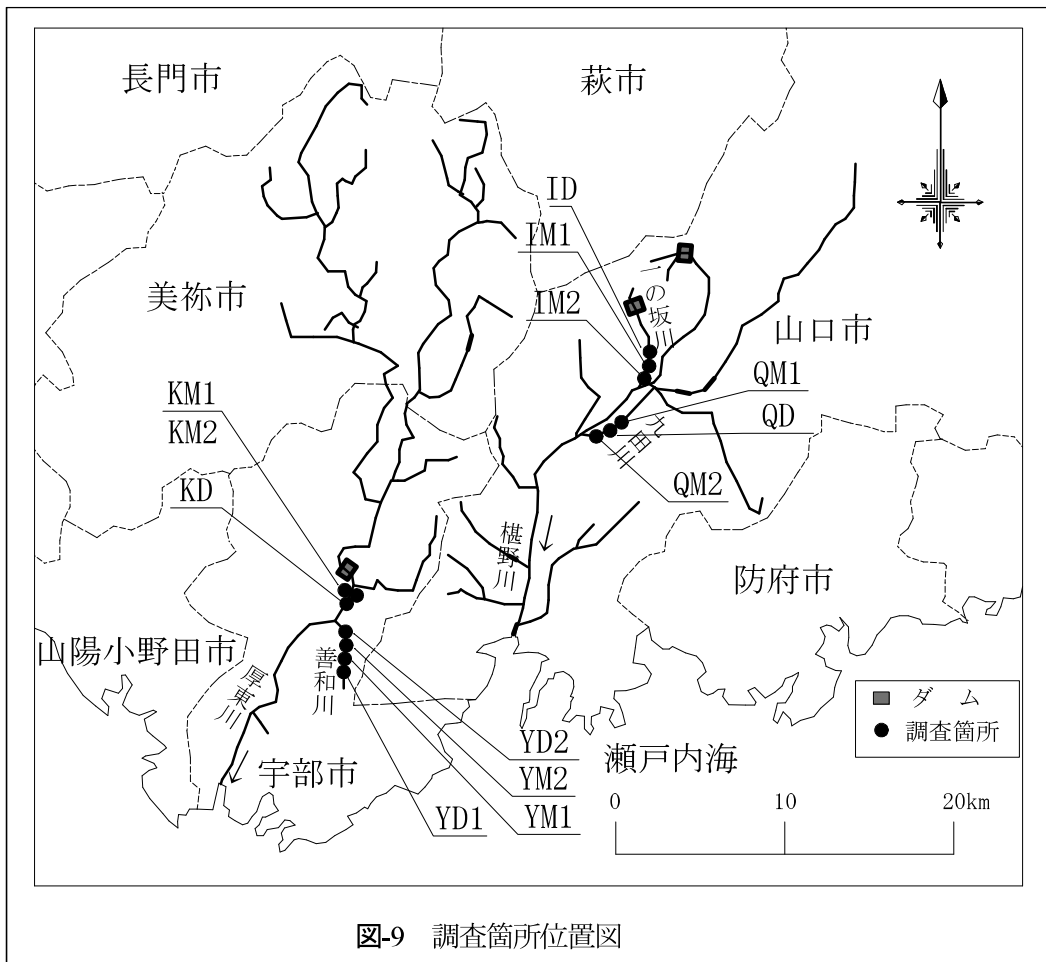 長門市
萩市
ID
IM1
IM2
一の坂川
美祢市
山口市
QM1
QD
QM2
九田川
KM1
KM2
KD
椹野川
防府市
山陽小野田市
善和川
厚東川
宇部市
YD2
YM2
YM1
YD1
瀬戸内海
ダム
調査箇所
0 10 20km
図-9 調査箇所位置図